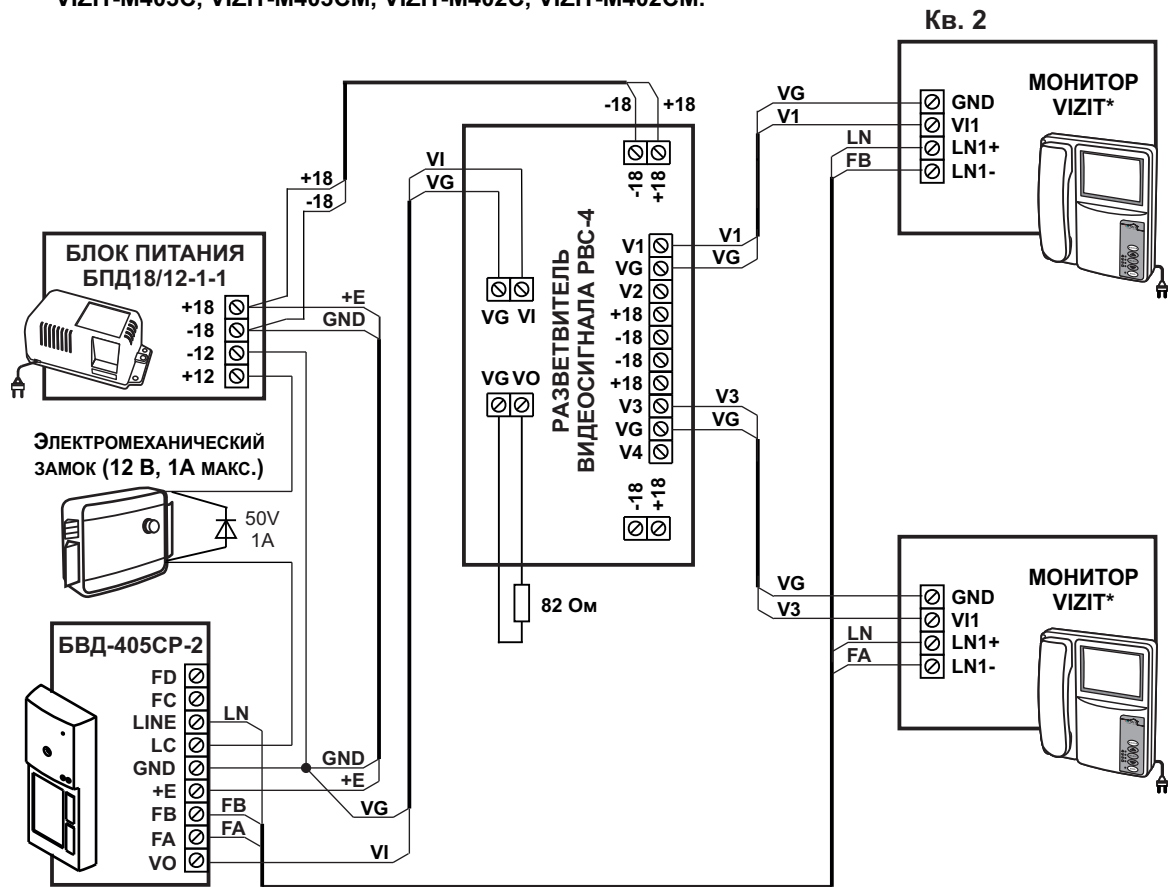 VIZIT-M405C, VIZIT-M405CM, VIZIT-M402C, VIZIT-M402CM.
Кв. 2
МОНИТОР
VIZIT*
GND
VI1
LN1+
LN1-
VG
V1
LN
FB
-18
+18
-18
+18
VI
VG
+18
-18
БЛОК ПИТАНИЯ
БПД18/12-1-1
+18
-18
-12
+12
+E
GND
VG VI
VG VO
РАЗВЕТВИТЕЛЬ
ВИДЕОСИГНАЛА РВС-4
V1
VG
V2
+18
-18
-18
+18
V3
VG
V4
-18
+18
V1
VG
V3
VG
82 Ом
ЭЛЕКТРОМЕХАНИЧЕСКИЙ
ЗАМОК (12 В, 1А МАКС.)
50V
1A
МОНИТОР
VIZIT*
GND
VI1
LN1+
LN1-
VG
V3
LN
FA
БВД-405CP-2
FD
FC
LINE
LC
GND
+E
FB
FA
VO
LN
GND
+E
FB
VG
FA
VI